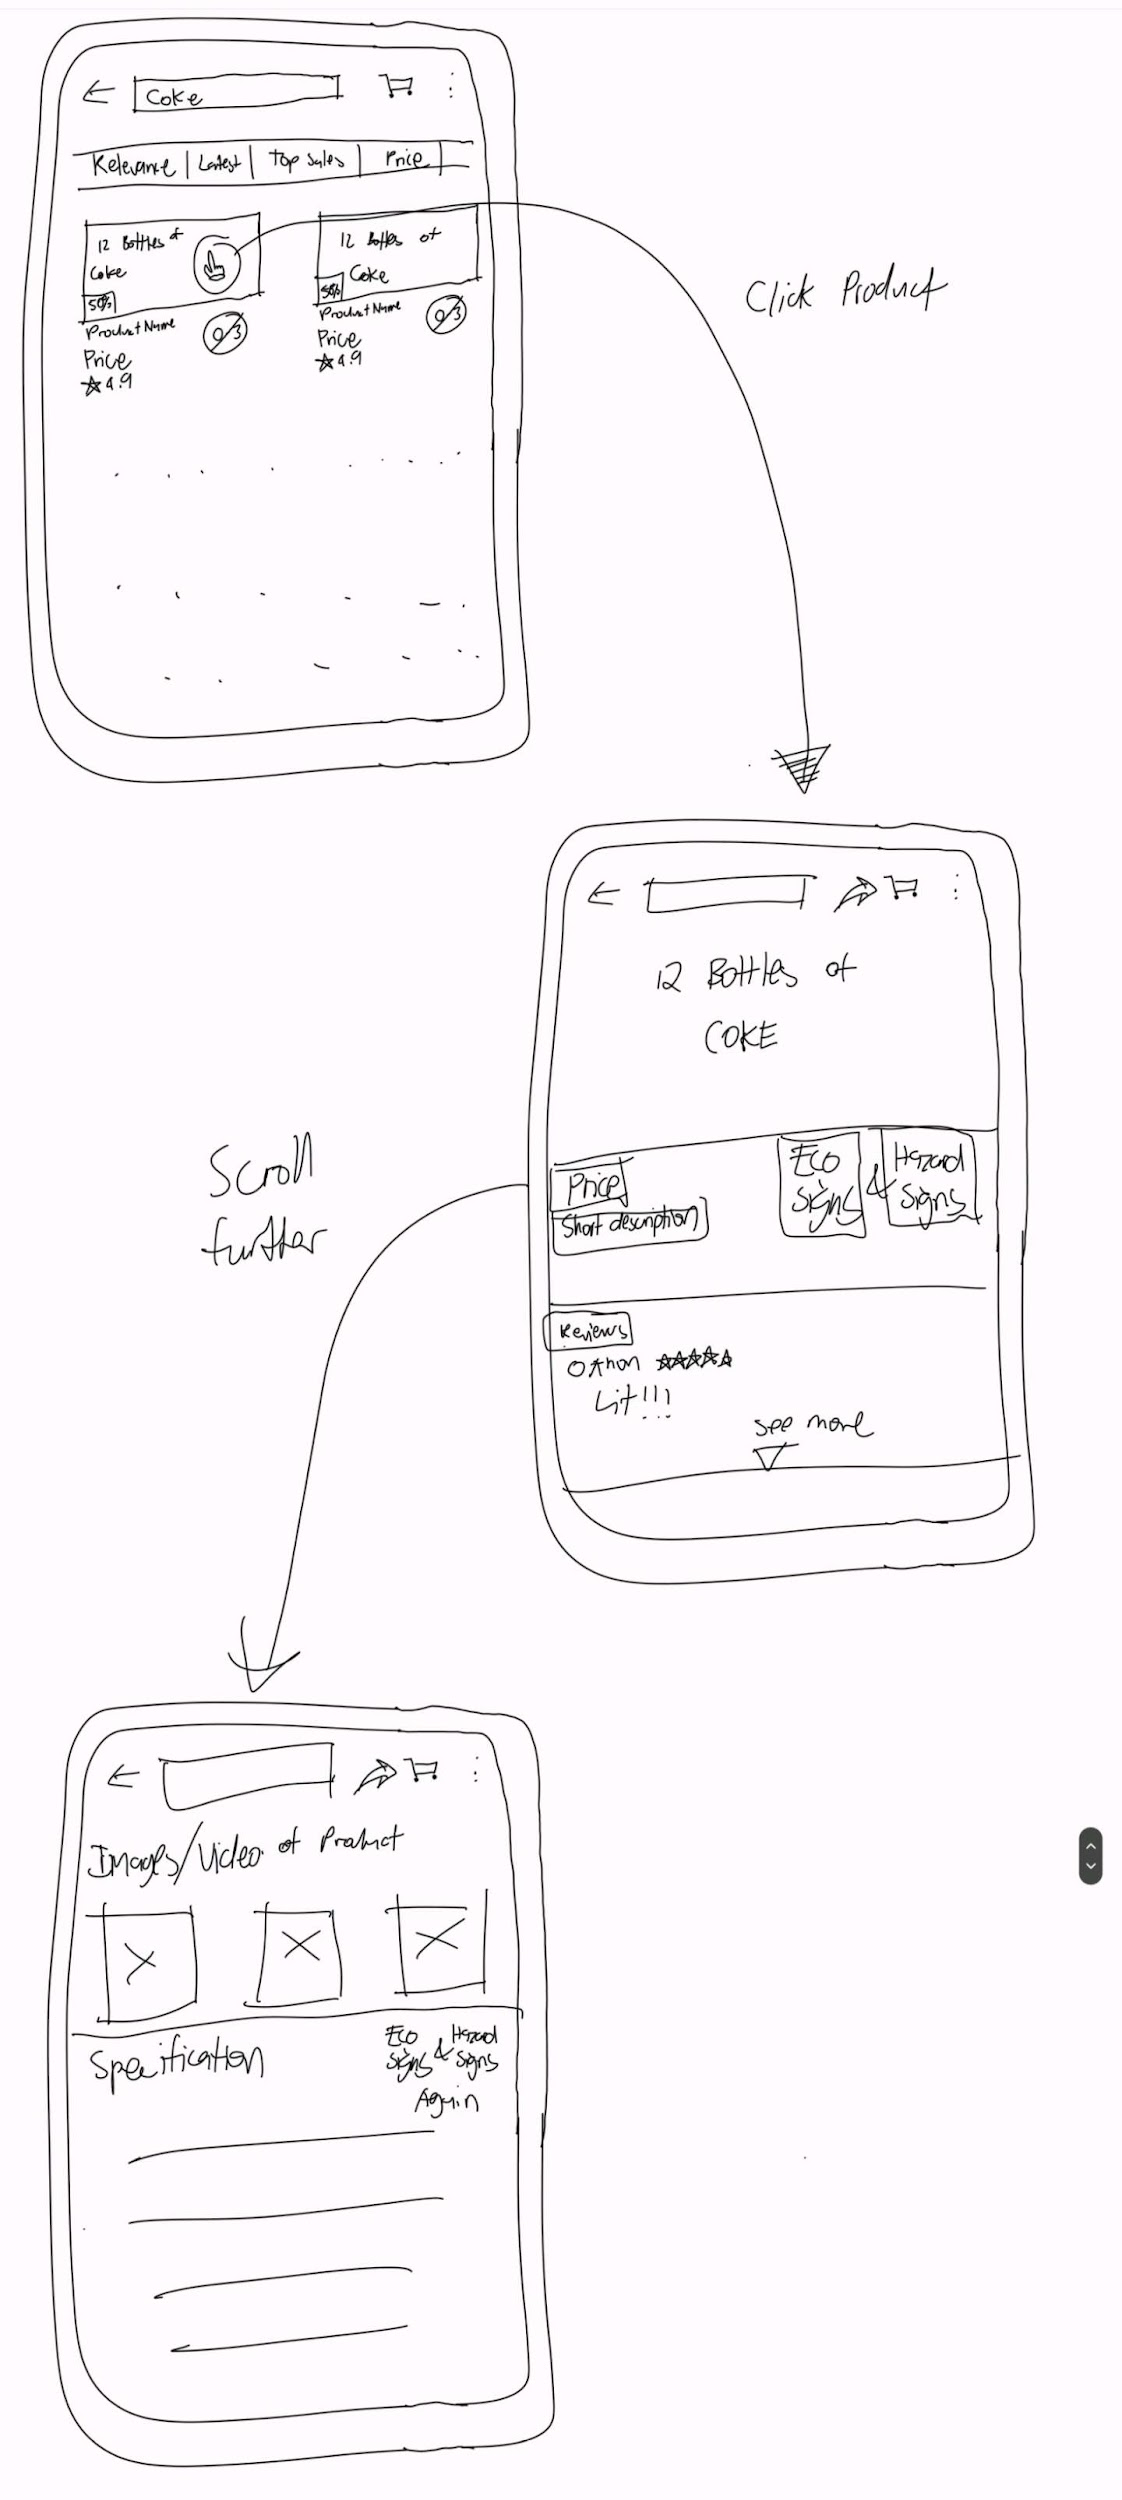 Coke
Relevance | Latest | Top Sales | Price
12 Bottles of
Coke
50%
Product Name
Price
4.9
12 Bottles of
Coke
50%
Product Name
Price
4.9
Click Product
12 Bottles of
COKE
Price
Short description
Eco
Signs
&
Hazard
Signs
Reviews
Lit!!!
see more
Scroll
further
Images/Video of Product
Specification
Eco
Signs
&
Hazard
Signs
Again